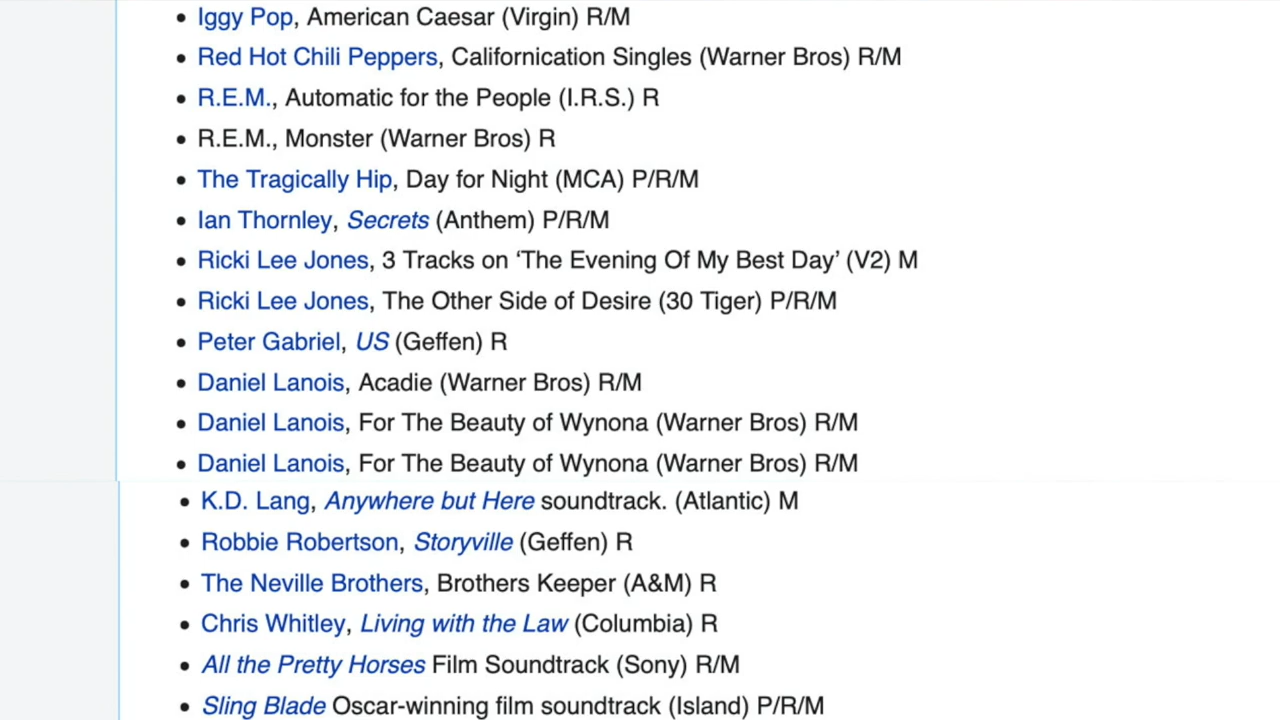 • Iggy Pop, American Caesar (Virgin) R/M
• Red Hot Chili Peppers, Californication Singles (Warner Bros) R/M
• R.E.M., Automatic for the People (I.R.S.) R
• R.E.M., Monster (Warner Bros) R
• The Tragically Hip, Day for Night (MCA) P/R/M
• Ian Thornley, Secrets (Anthem) P/R/M
• Ricki Lee Jones, 3 Tracks on ‘The Evening Of My Best Day’ (V2) M
• Ricki Lee Jones, The Other Side of Desire (30 Tiger) P/R/M
• Peter Gabriel, US (Geffen) R
• Daniel Lanois, Acadie (Warner Bros) R/M
• Daniel Lanois, For The Beauty of Wynona (Warner Bros) R/M
• Daniel Lanois, For The Beauty of Wynona (Warner Bros) R/M
• K.D. Lang, Anywhere but Here soundtrack. (Atlantic) M
• Robbie Robertson, Storyville (Geffen) R
• The Neville Brothers, Brothers Keeper (A&M) R
• Chris Whitley, Living with the Law (Columbia) R
• All the Pretty Horses Film Soundtrack (Sony) R/M
• Sling Blade Oscar-winning film soundtrack (Island) P/R/M